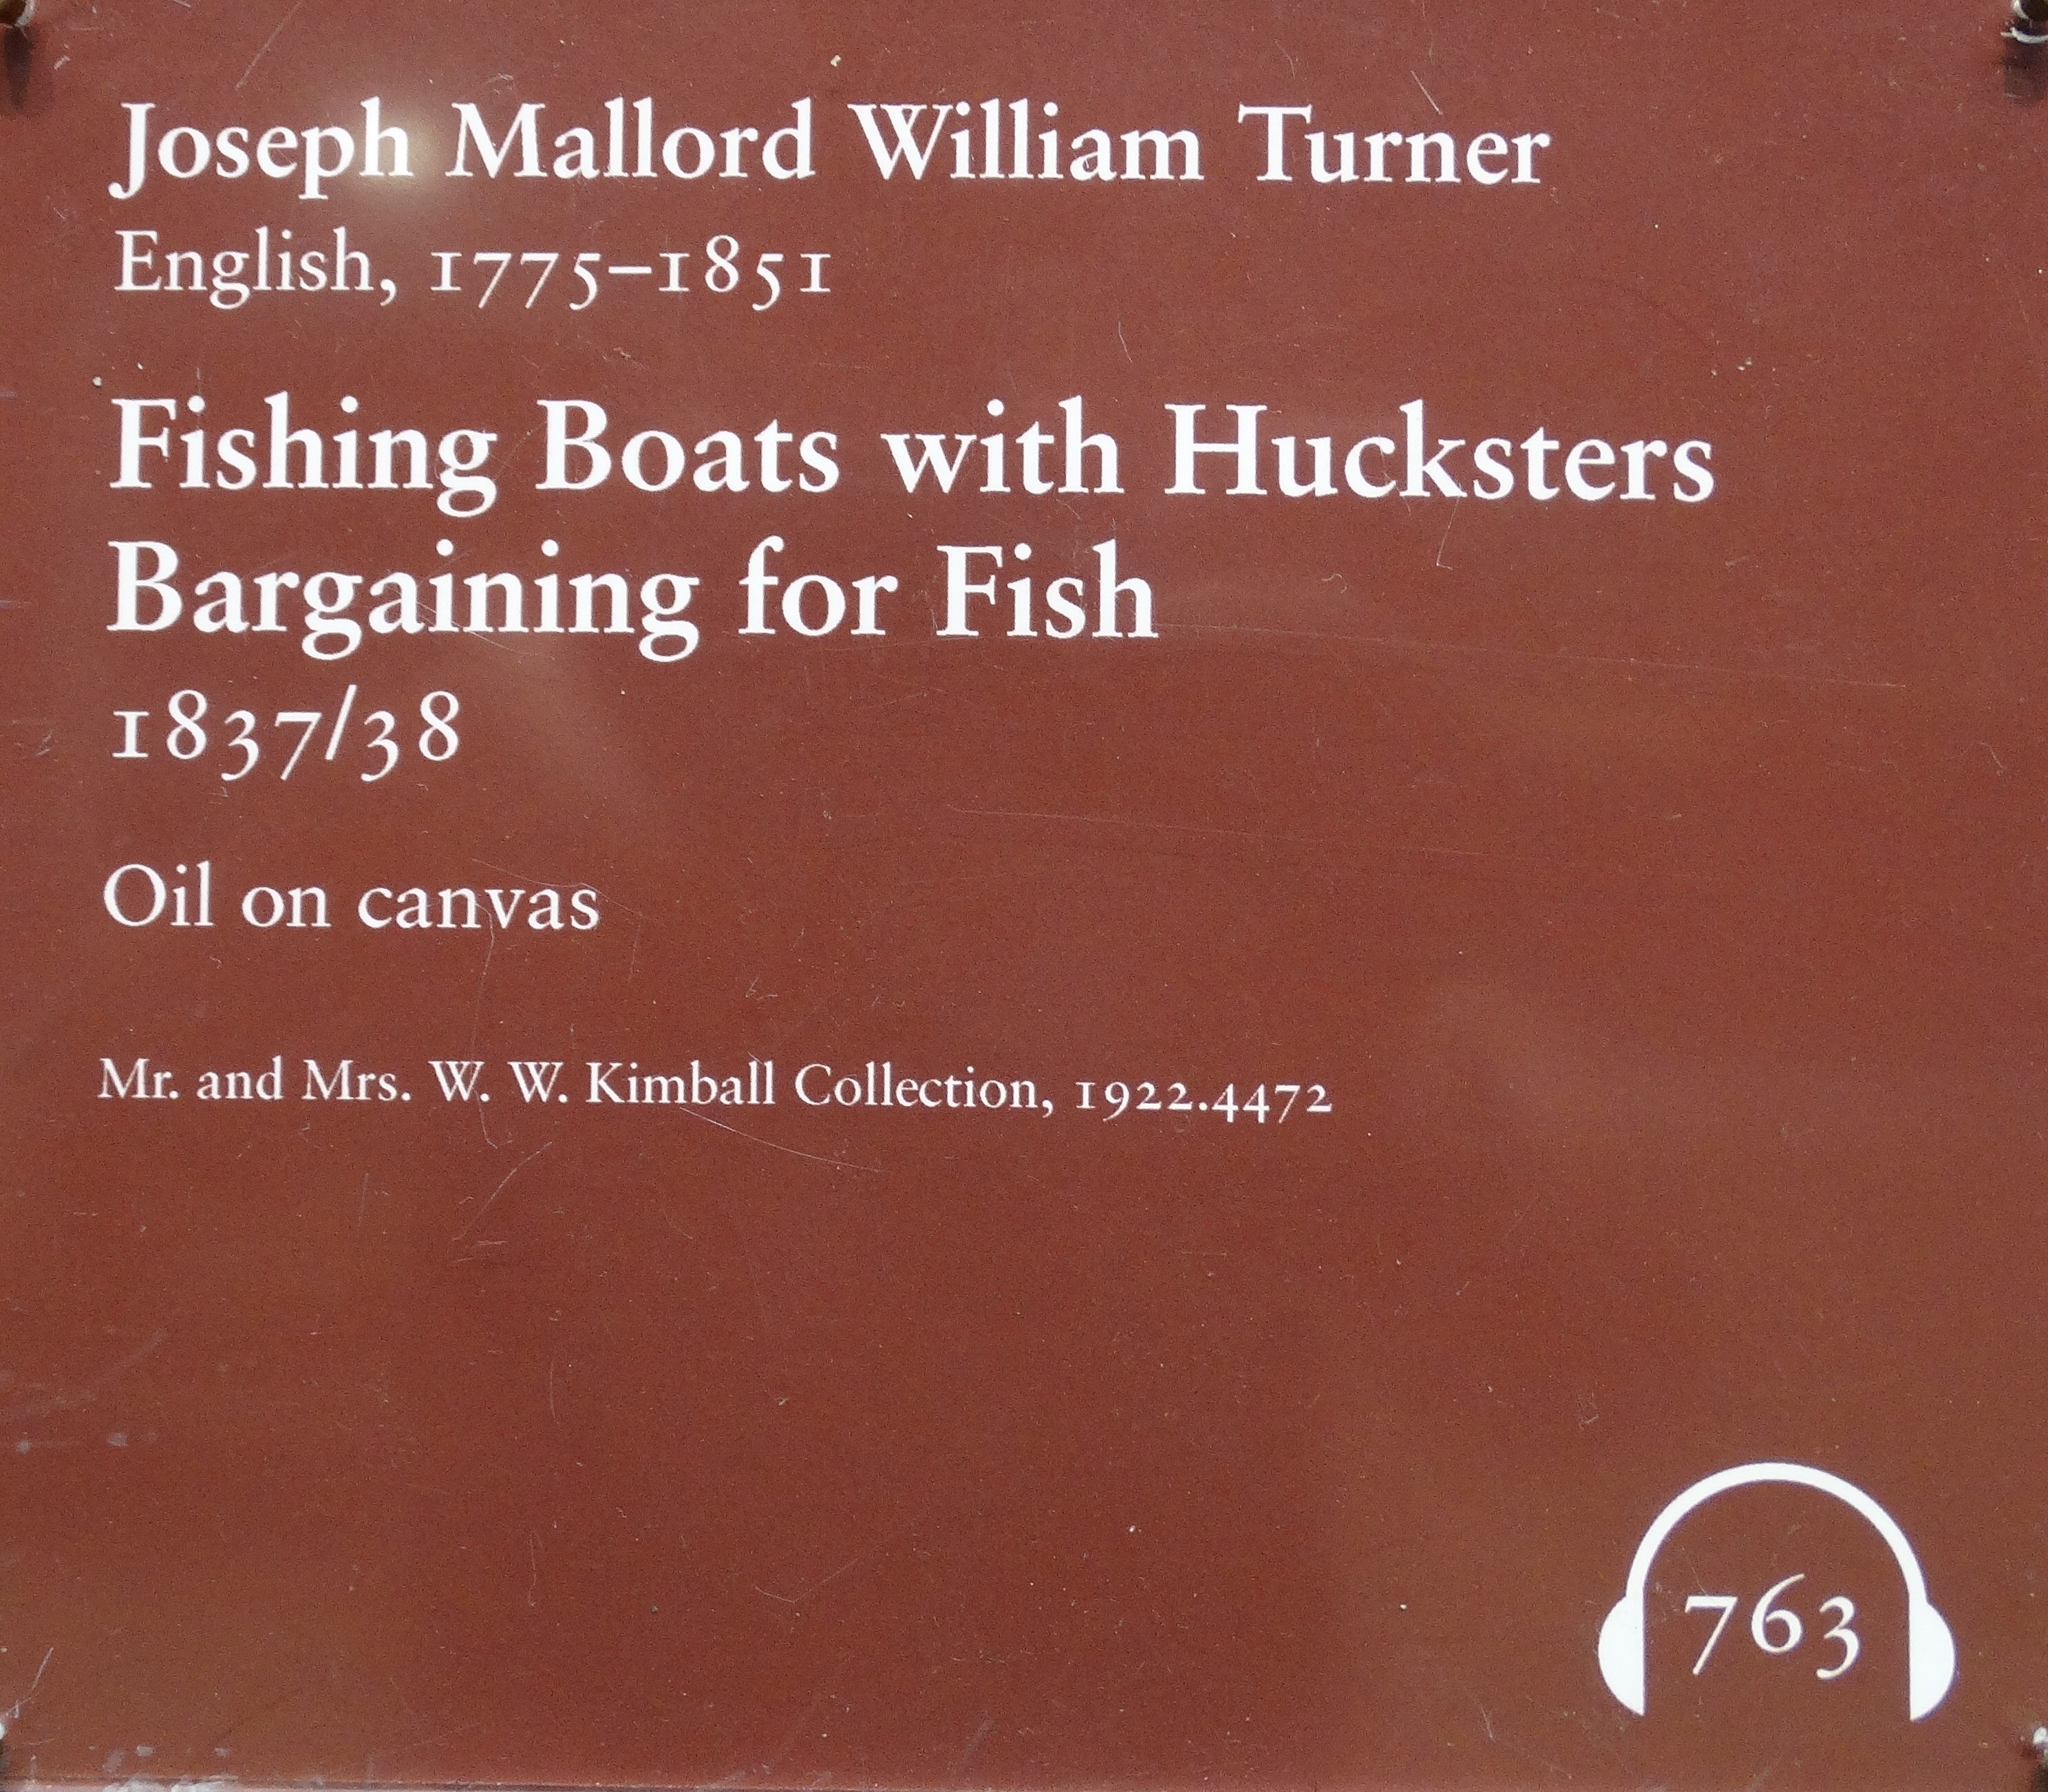 Joseph Mallord William Turner
English, 1775–1851
Fishing Boats with Hucksters
Bargaining for Fish
1837/38
Oil on canvas
Mr. and Mrs. W. W. Kimball Collection, 1922.4472
763